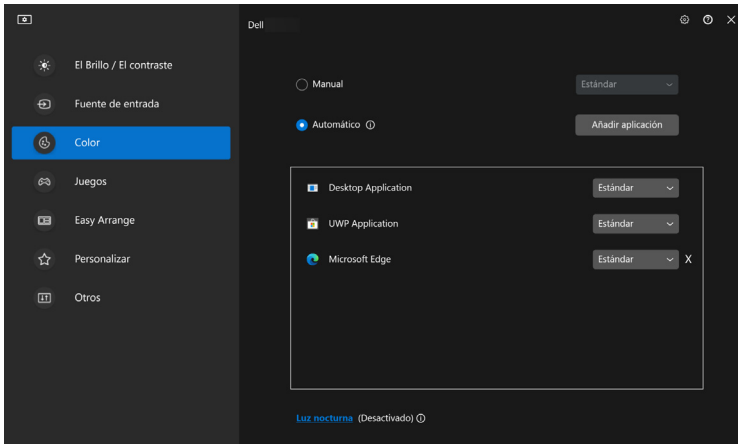 Dell
El Brillo / El contraste
Fuente de entrada
Color
Juegos
Easy Arrange
Personalizar
Otros
Manual
Estándar
Automático
Añadir aplicación
Desktop Application
Estándar
UWP Application
Estándar
Microsoft Edge
Estándar
X
Luz nocturna (Desactivado)